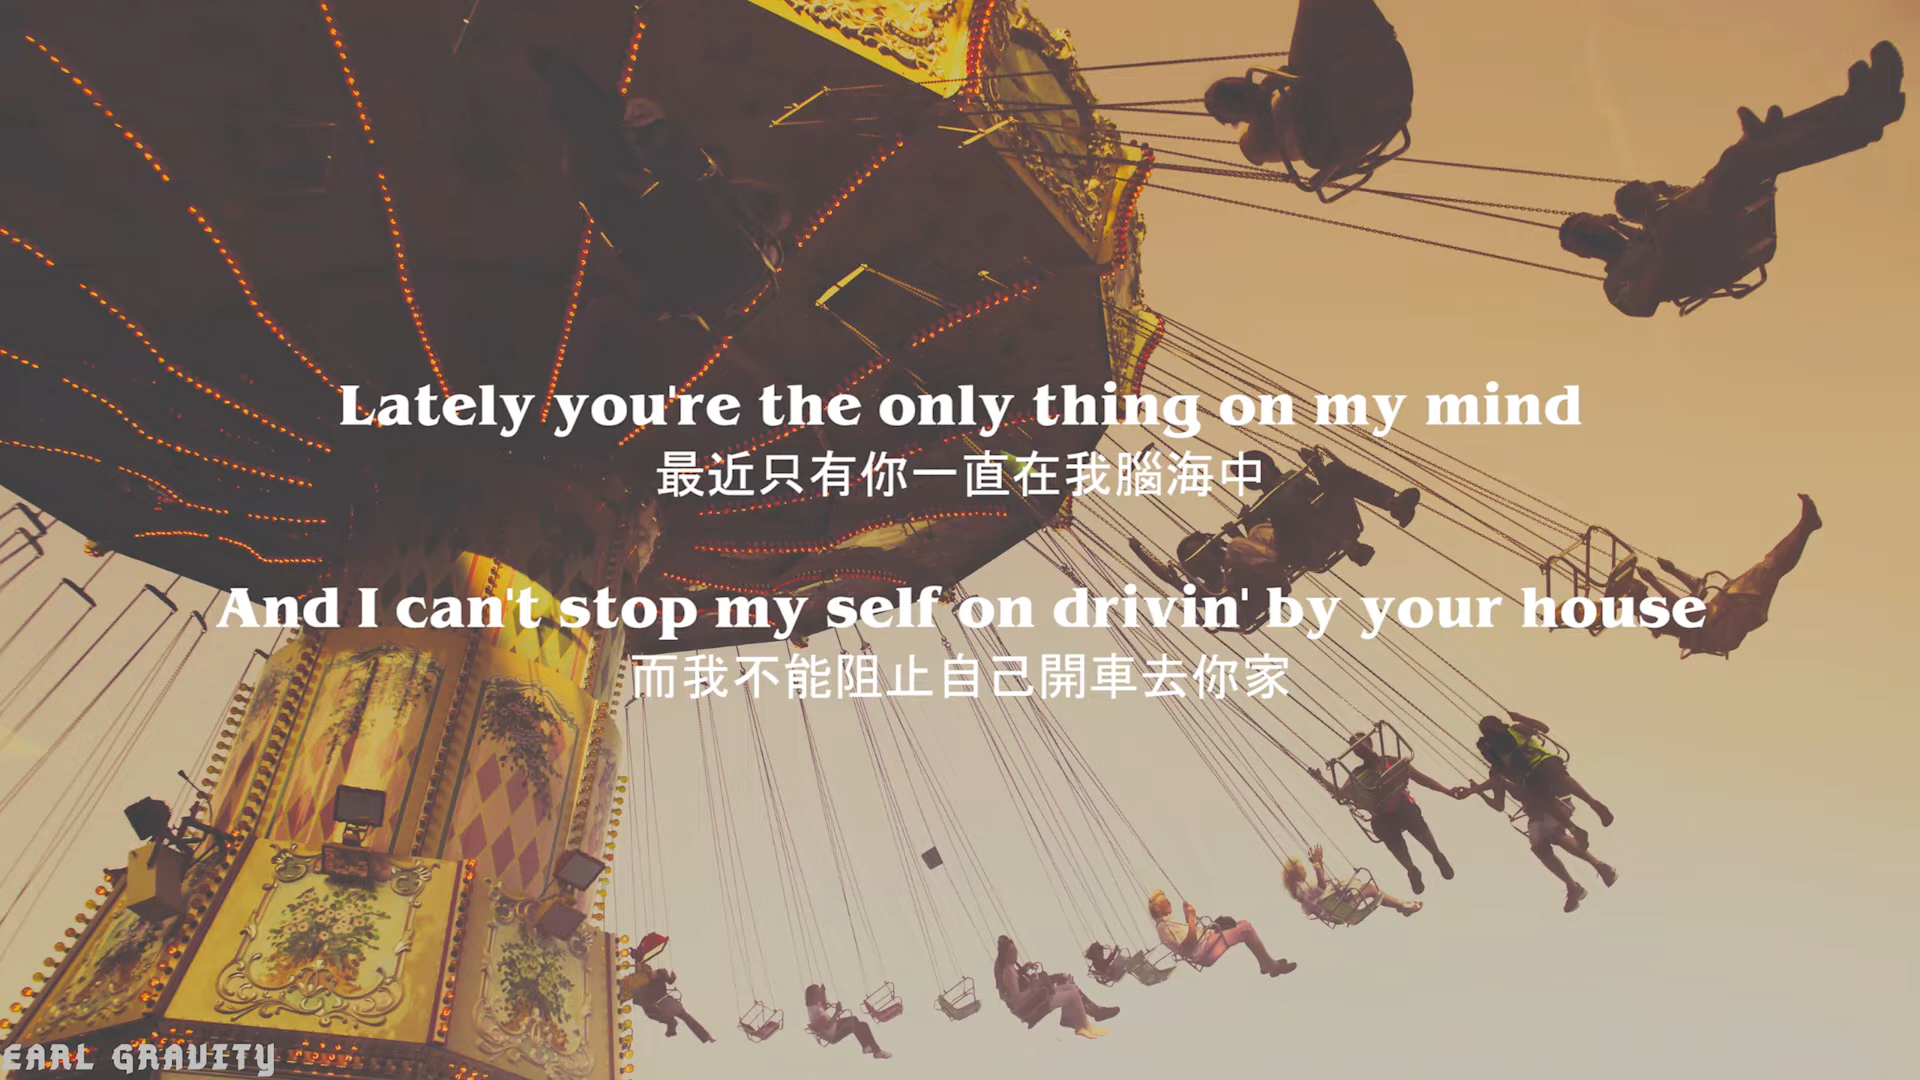 Lately you're the only thing on my mind
最近只有你一直在我腦海中
And I can't stop my self on drivin' by your house
而我不能阻止自己開車去你家
EARL GRAVITY